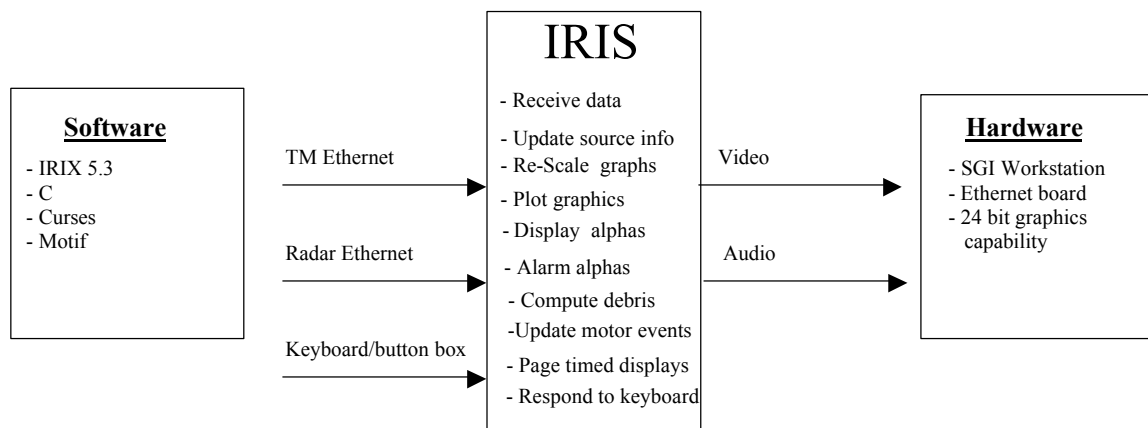 Software
- IRIX 5.3
- C
- Curses
- Motif
TM Ethernet
Radar Ethernet
Keyboard/button box
IRIS
- Receive data
- Update source info
- Re-Scale graphs
- Plot graphics
- Display alphas
- Alarm alphas
- Compute debris
-Update motor events
- Page timed displays
- Respond to keyboard
Video
Audio
Hardware
- SGI Workstation
- Ethernet board
- 24 bit graphics
capability